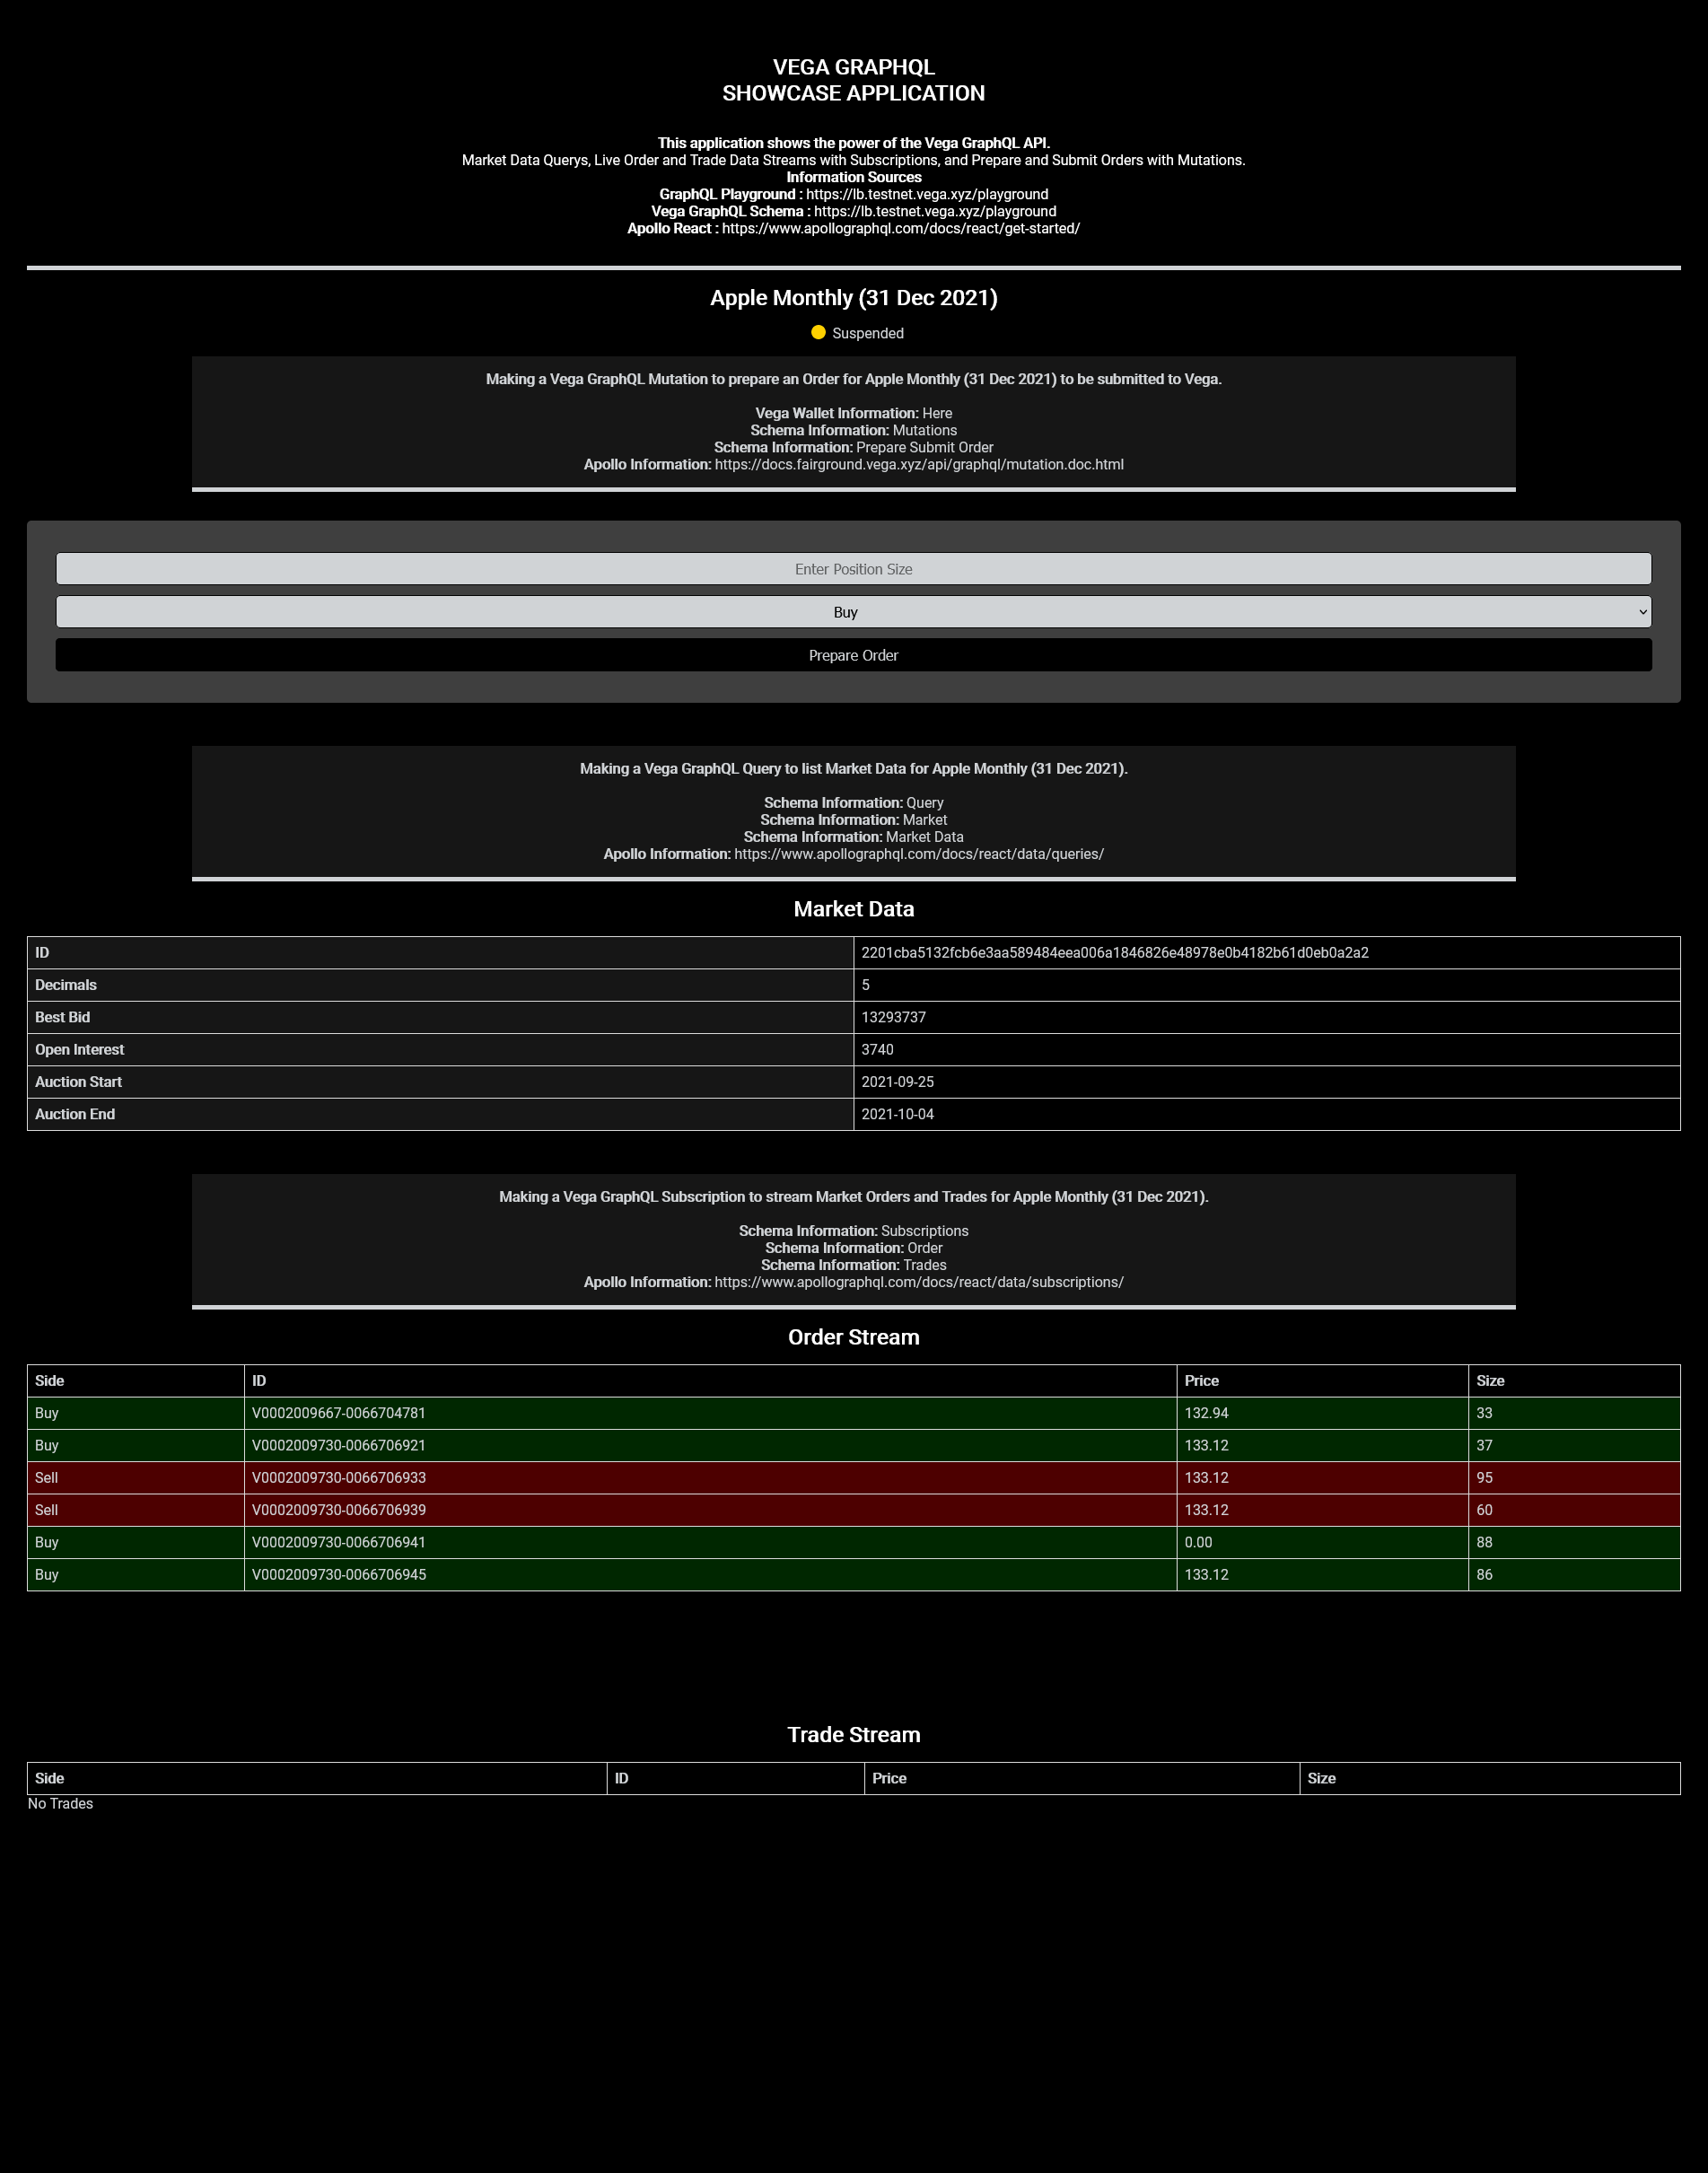 VEGA GRAPHQL
SHOWCASE APPLICATION
This application shows the power of the Vega GraphQL API.
Market Data Querys, Live Order and Trade Data Streams with Subscriptions, and Prepare and Submit Orders with Mutations.
Information Sources
GraphQL Playground : https://lb.testnet.vega.xyz/playground
Vega GraphQL Schema : https://lb.testnet.vega.xyz/playground
Apollo React : https://www.apollographql.com/docs/react/get-started/
Apple Monthly (31 Dec 2021)
Suspended
Making a Vega GraphQL Mutation to prepare an Order for Apple Monthly (31 Dec 2021) to be submitted to Vega.
Vega Wallet Information: Here
Schema Information: Mutations
Schema Information: Prepare Submit Order
Apollo Information: https://docs.fairground.vega.xyz/api/graphql/mutation.doc.html
Enter Position Size
Buy
Prepare Order
Making a Vega GraphQL Query to list Market Data for Apple Monthly (31 Dec 2021).
Schema Information: Query
Schema Information: Market
Schema Information: Market Data
Apollo Information: https://www.apollographql.com/docs/react/data/queries/
Market Data
ID 2201cba5132fcb6e3aa589484eea006a1846826e48978e0b4182b61d0eb0a2a2
Decimals 5
Best Bid 13293737
Open Interest 3740
Auction Start 2021-09-25
Auction End 2021-10-04
Making a Vega GraphQL Subscription to stream Market Orders and Trades for Apple Monthly (31 Dec 2021).
Schema Information: Subscriptions
Schema Information: Order
Schema Information: Trades
Apollo Information: https://www.apollographql.com/docs/react/data/subscriptions/
Order Stream
Side ID Price Size
Buy V0002009667-0066704781 132.94 33
Buy V0002009730-0066706921 133.12 37
Sell V0002009730-0066706933 133.12 95
Sell V0002009730-0066706939 133.12 60
Buy V0002009730-0066706941 0.00 88
Buy V0002009730-0066706945 133.12 86
Trade Stream
Side ID Price Size
No Trades